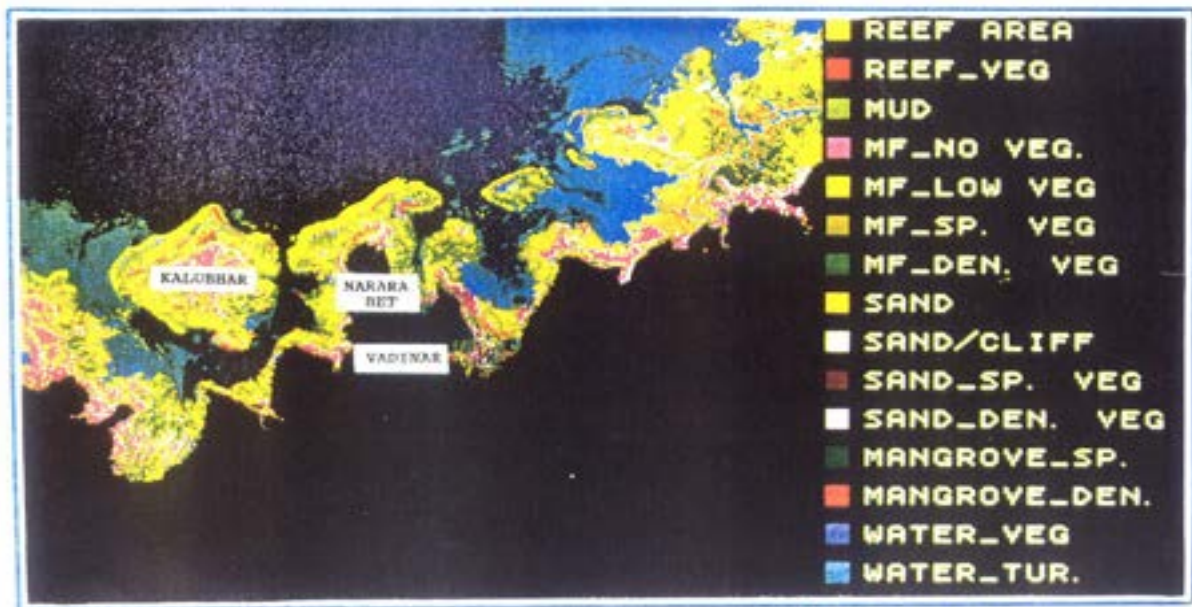 REEF AREA
REEF_VEG
MUD
MF_NO VEG.
MF_LOW VEG
MF_SP. VEG
MF_DEN. VEG
SAND
SAND/CLIFF
SAND_SP. VEG
SAND_DEN. VEG
MANGROVE_SP.
MANGROVE_DEN.
WATER_VEG
WATER_TUR.
KALUBHAR
NARARA
BET
VADINAR